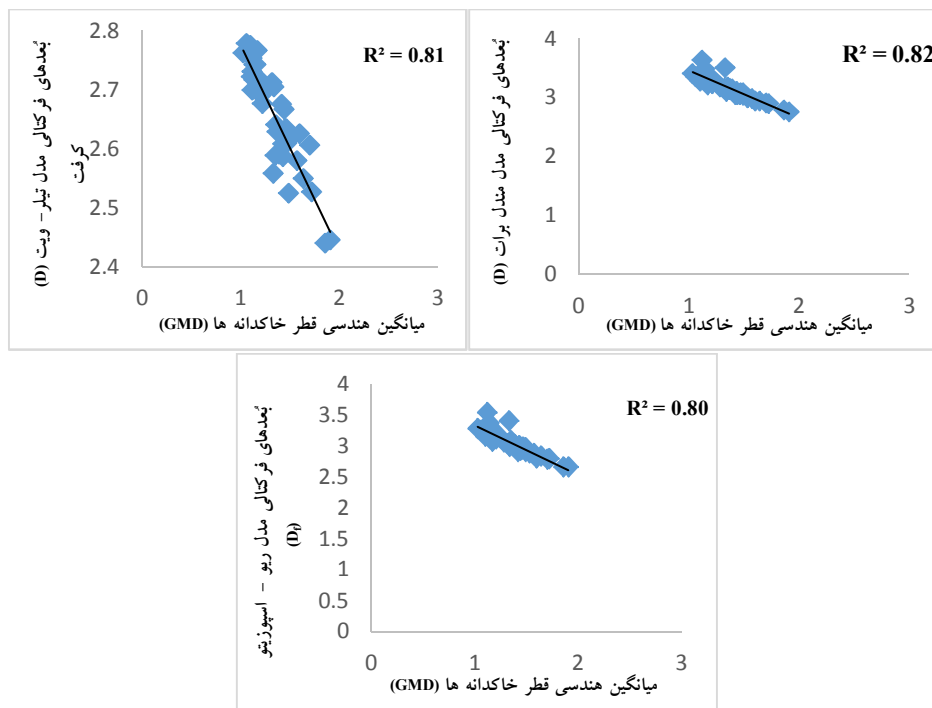 بُعدهای فرکتالی مدل تیلر- ویت
کرفت (D)
2.8
2.7
2.6
2.5
2.4
R² = 0.81
0 1 2 3
میانگین هندسی قطر خاکدانه ها (GMD)
بُعدهای فرکتالی مدل مندل برات (D)
4
3
2
1
0
R² = 0.82
0 1 2 3
میانگین هندسی قطر خاکدانه ها (GMD)
بُعدهای فرکتالی مدل ریو – اسپوزیتو
(Df)
4
3.5
3
2.5
2
1.5
1
0.5
0
R² = 0.80
0 1 2 3
میانگین هندسی قطر خاکدانه ها (GMD)